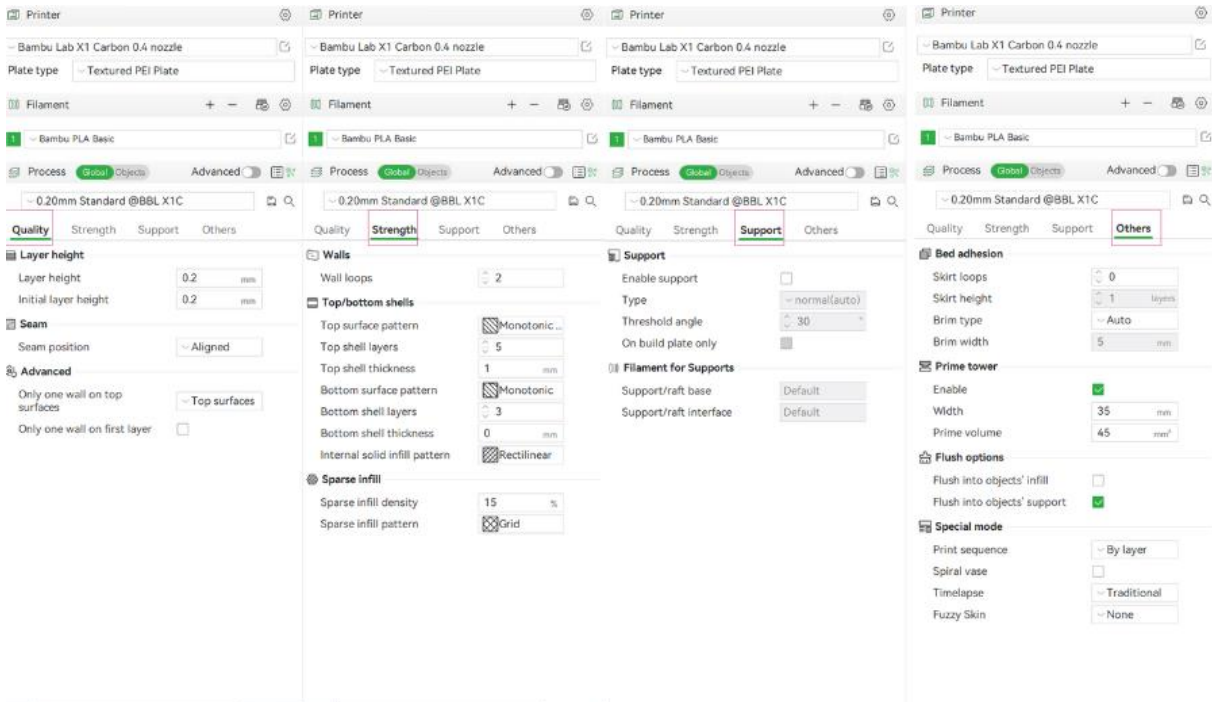 Printer
Bambu Lab X1 Carbon 0.4 nozzle
Plate type Textured PEI Plate
Filament
1 Bambu PLA Basic
Process Global Objects Advanced
0.20mm Standard @BBL X1C
Quality Strength Support Others
Layer height
Layer height 0.2 mm
Initial layer height 0.2 mm
Seam
Seam position Aligned
Advanced
Only one wall on top
surfaces Top surfaces
Only one wall on first layer
Printer
Bambu Lab X1 Carbon 0.4 nozzle
Plate type Textured PEI Plate
Filament
1 Bambu PLA Basic
Process Global Objects Advanced
0.20mm Standard @BBL X1C
Quality Strength Support Others
Walls
Wall loops 2
Top/bottom shells
Top surface pattern Monotonic...
Top shell layers 5
Top shell thickness 1 mm
Bottom surface pattern Monotonic
Bottom shell layers 3
Bottom shell thickness 0 mm
Internal solid infill pattern Rectilinear
Sparse infill
Sparse infill density 15 %
Sparse infill pattern Grid
Printer
Bambu Lab X1 Carbon 0.4 nozzle
Plate type Textured PEI Plate
Filament
1 Bambu PLA Basic
Process Global Objects Advanced
0.20mm Standard @BBL X1C
Quality Strength Support Others
Support
Enable support
Type normal(auto)
Threshold angle 30 °
On build plate only
Filament for Supports
Support/raft base Default
Support/raft interface Default
Printer
Bambu Lab X1 Carbon 0.4 nozzle
Plate type Textured PEI Plate
Filament
1 Bambu PLA Basic
Process Global Objects Advanced
0.20mm Standard @BBL X1C
Quality Strength Support Others
Bed adhesion
Skirt loops 0
Skirt height 1 layers
Brim type Auto
Brim width 5 mm
Prime tower
Enable
Width 35 mm
Prime volume 45 mm³
Flush options
Flush into objects' infill
Flush into objects' support
Special mode
Print sequence By layer
Spiral vase
Timelapse Traditional
Fuzzy Skin None